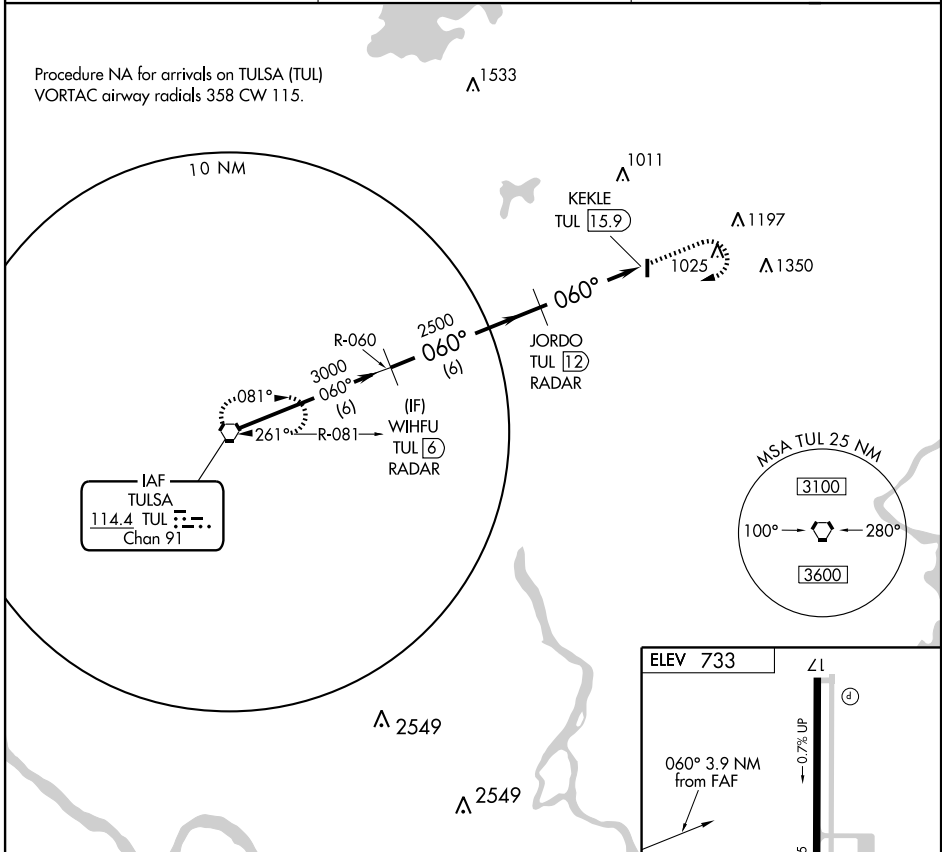 Procedure NA for arrivals on TULSA (TUL)
VORTAC airway radials 358 CW 115.
1533
10 NM
1011
KEKLE
TUL 15.9
1197
1025
1350
060°
JORDO
TUL 12
RADAR
R-060
2500
060°
(6)
3000
060°
(6)
(IF)
WIHFU
TUL 6
RADAR
081°
261°
R-081
IAF
TULSA
114.4 TUL
Chan 91
MSA TUL 25 NM
3100
100°
280°
3600
2549
2549
ELEV 733
17
P
0.7% UP
060° 3.9 NM
from FAF